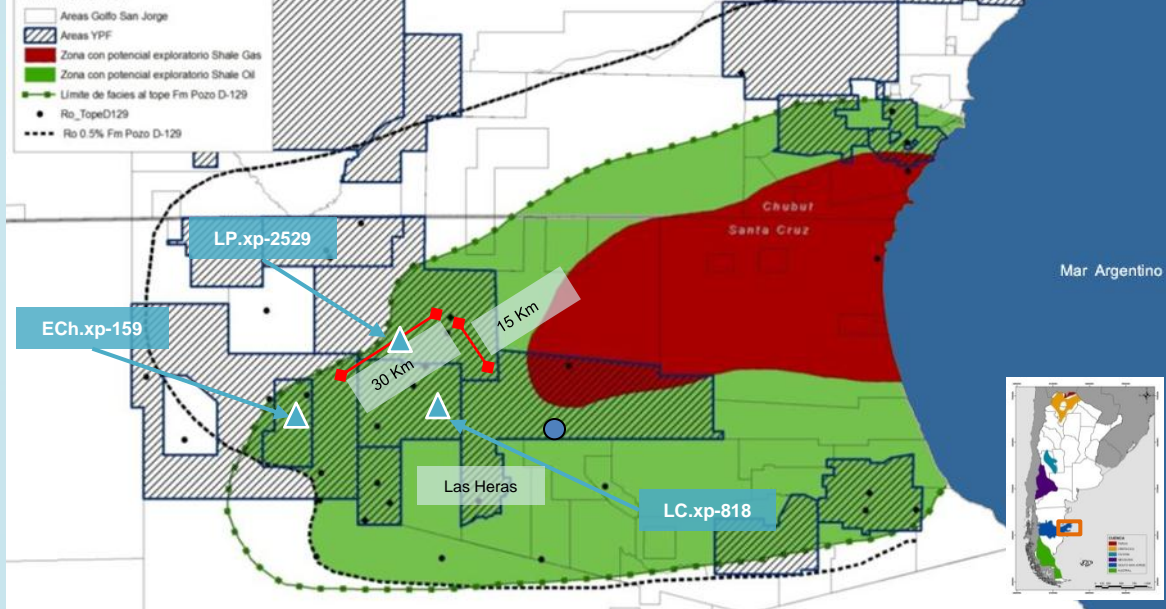 Areas Golfo San Jorge
Areas YPF
Zona con potencial exploratorio Shale Gas
Zona con potencial exploratorio Shale Oil
Límite de facies al tope Fm Pozo D-129
Ro_TopeD129
Ro 0.5% Fm Pozo D-129
Chubut
Santa Cruz
LP.xp-2529
Mar Argentino
15 Km
ECh.xp-159
30 Km
Las Heras
LC.xp-818